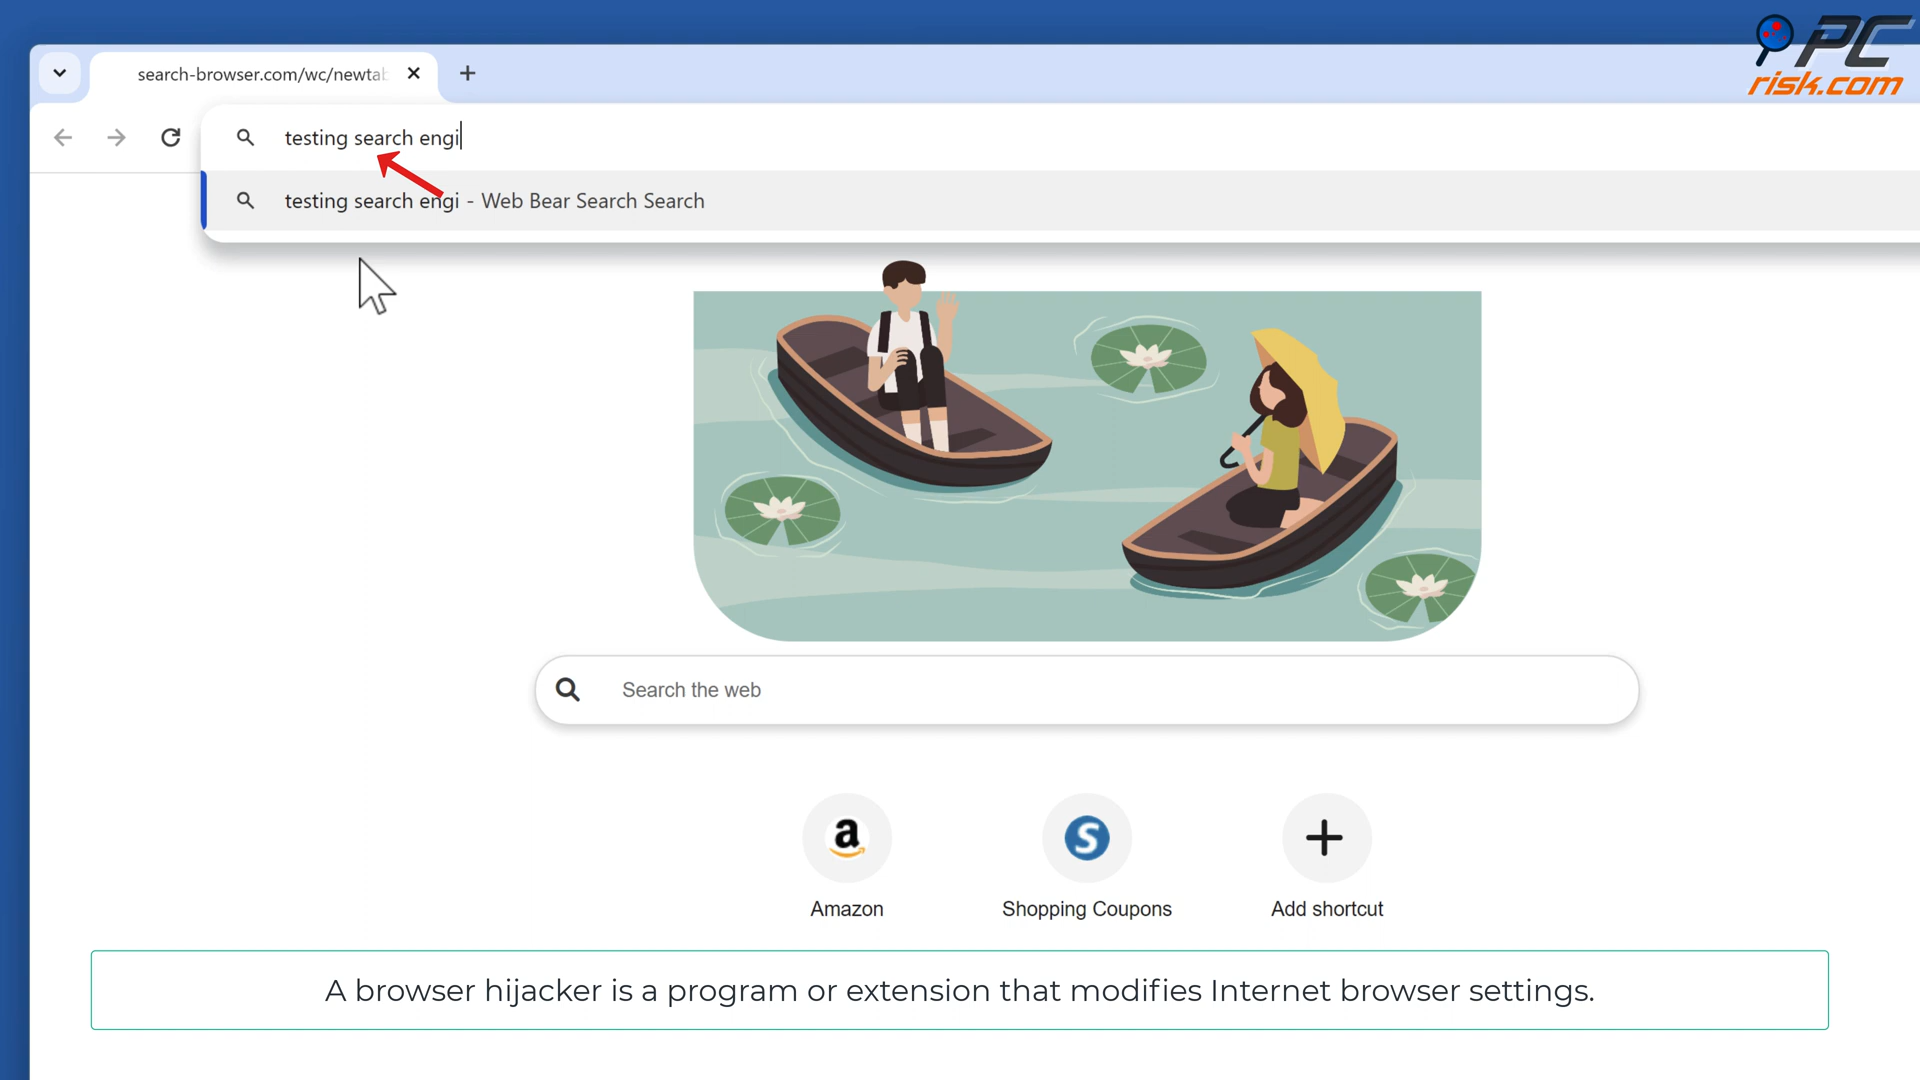 PC
risk.com
search-browser.com/wc/newtab
testing search engi
testing search engi - Web Bear Search Search
Search the web
a
S
Amazon
Shopping Coupons
Add shortcut
A browser hijacker is a program or extension that modifies Internet browser settings.